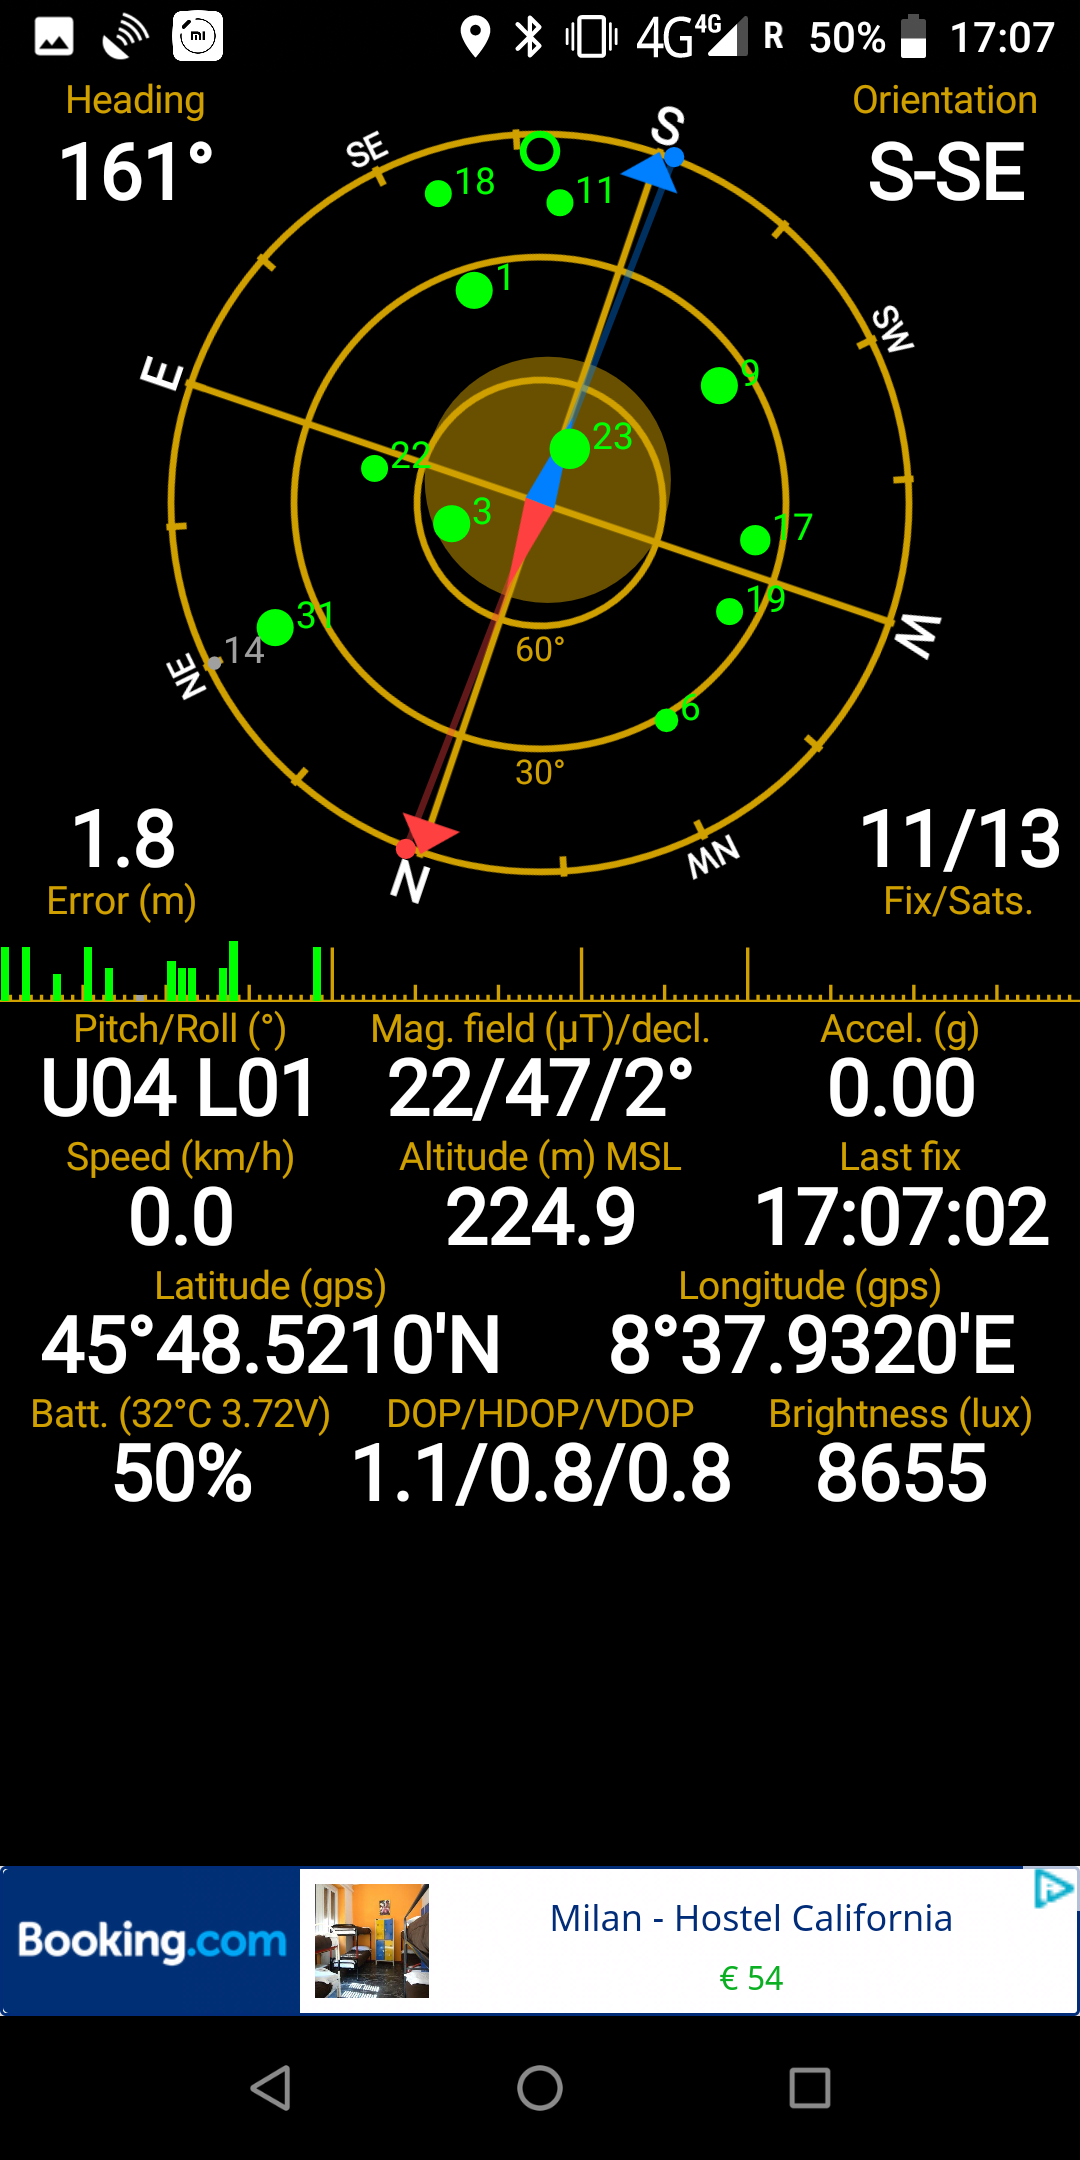 4G 4G R 50% 17:07
Heading Orientation
161° S-SE
S
SE
18 11
1
SW
E
9
23
22
3
17
31
19
14
W
NE
60°
6
30°
NW
N
1.8 11/13
Error (m) Fix/Sats.
Pitch/Roll (°) Mag. field (μT)/decl. Accel. (g)
U04 L01 22/47/2° 0.00
Speed (km/h) Altitude (m) MSL Last fix
0.0 224.9 17:07:02
Latitude (gps) Longitude (gps)
45°48.5210'N 8°37.9320'E
Batt. (32°C 3.72V) DOP/HDOP/VDOP Brightness (lux)
50% 1.1/0.8/0.8 8655
Booking.com
Milan - Hostel California
€ 54